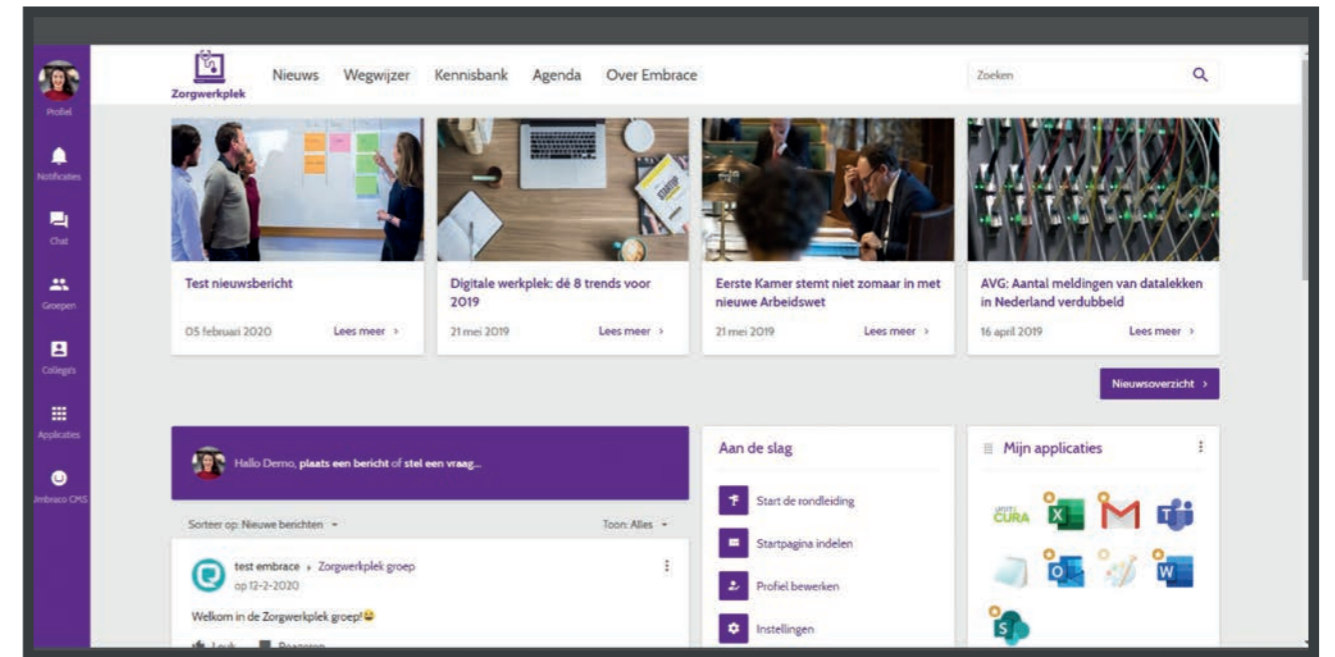 Profiel
Notificaties
Chat
Groepen
Collega's
Applicaties
Umbraco CMS
Zorgwerkplek
Nieuws Wegwijzer Kennisbank Agenda Over Embrace
Zoeken
STARTUP
Test nieuwsbericht
05 februari 2020 Lees meer
Digitale werkplek: dé 8 trends voor
2019
21 mei 2019 Lees meer
Eerste Kamer stemt niet zomaar in met
nieuwe Arbeidswet
21 mei 2019 Lees meer
AVG: Aantal meldingen van datalekken
in Nederland verdubbeld
16 april 2019 Lees meer
Nieuwsoverzicht
Hallo Demo, plaats een bericht of stel een vraag...
Sorteer op: Nieuwe berichten Toon: Alles
test embrace › Zorgwerkplek groep
op 12-2-2020
Welkom in de Zorgwerkplek groep!😀
Leuk Reageren
Aan de slag
Start de rondleiding
Startpagina indelen
Profiel bewerken
Instellingen
Mijn applicaties
CURA